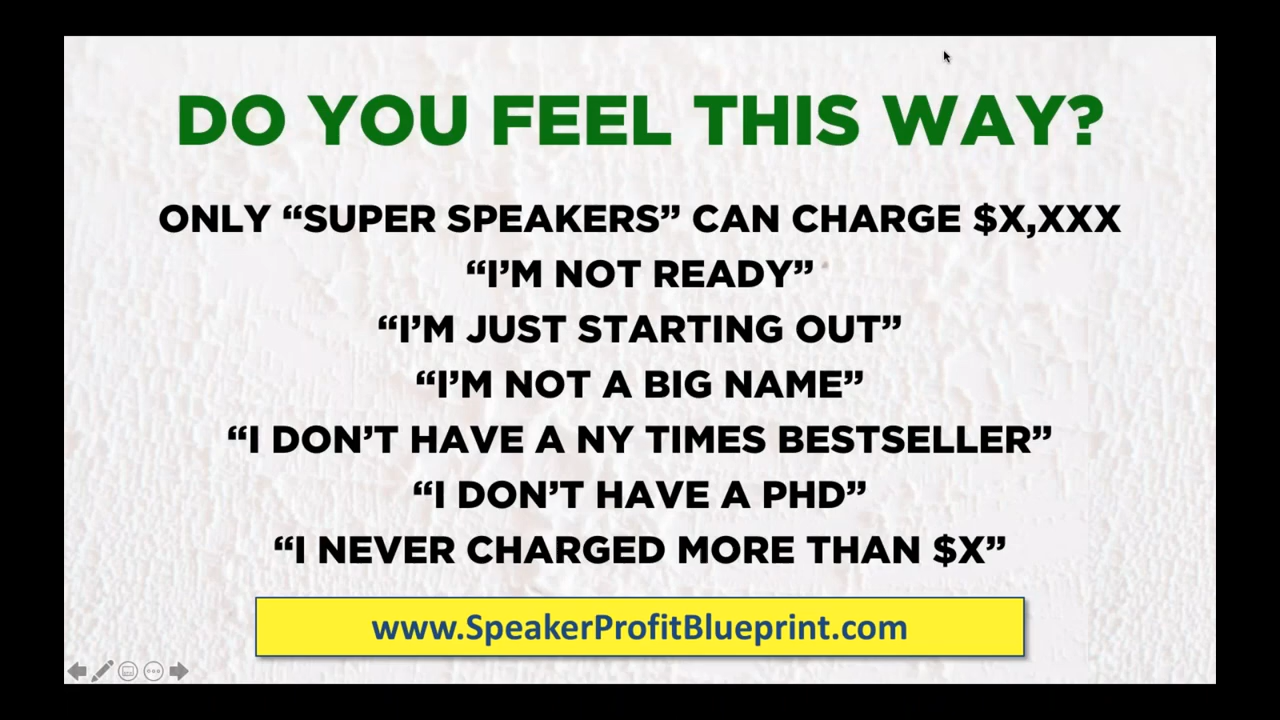 DO YOU FEEL THIS WAY?
ONLY “SUPER SPEAKERS” CAN CHARGE $X,XXX
“I’M NOT READY”
“I’M JUST STARTING OUT”
“I’M NOT A BIG NAME”
“I DON’T HAVE A NY TIMES BESTSELLER”
“I DON’T HAVE A PHD”
“I NEVER CHARGED MORE THAN $X”
www.SpeakerProfitBlueprint.com